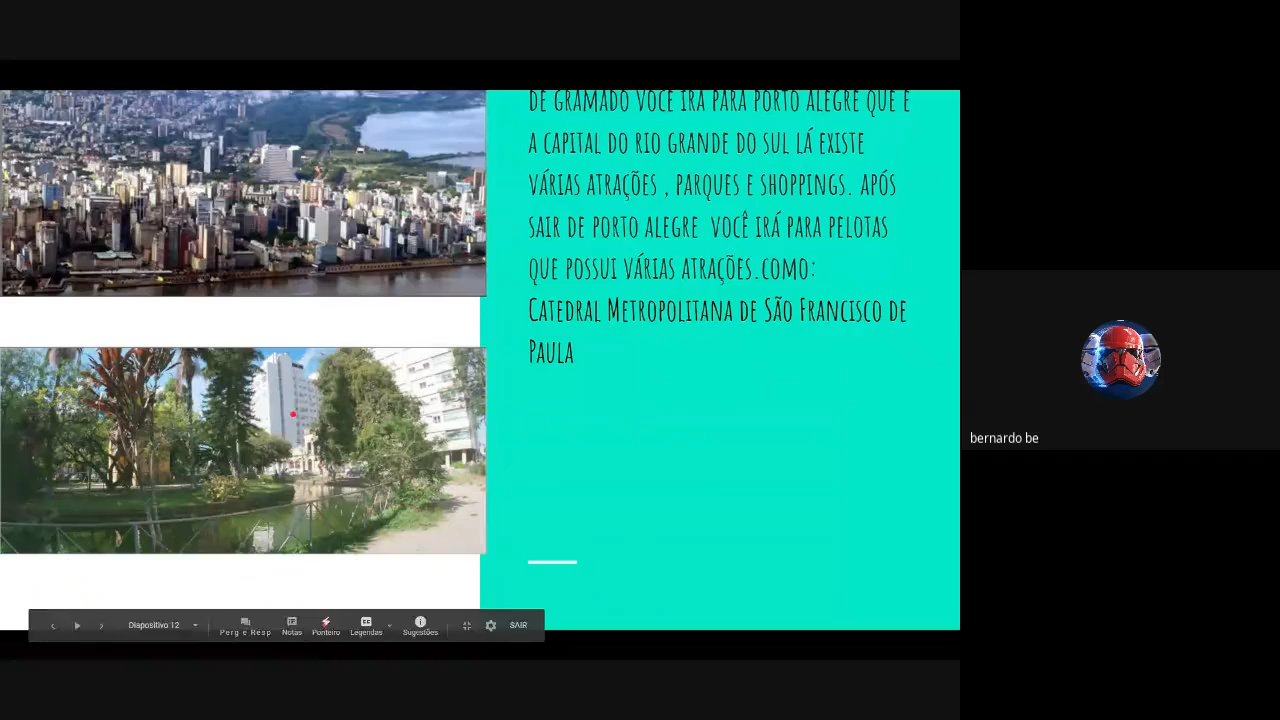 DE GRAMADO VOCÊ IRÁ PARA PORTO ALEGRE QUE É
A CAPITAL DO RIO GRANDE DO SUL LÁ EXISTE
VÁRIAS ATRAÇÕES , PARQUES E SHOPPINGS. APÓS
SAIR DE PORTO ALEGRE VOCÊ IRÁ PARA PELOTAS
QUE POSSUI VÁRIAS ATRAÇÕES.COMO:
CATEDRAL METROPOLITANA DE SÃO FRANCISCO DE
PAULA
bernardo be
Diapositivo 12
Perg e Resp
Notas
Ponteiro
Legendas
Sugestões
SAIR